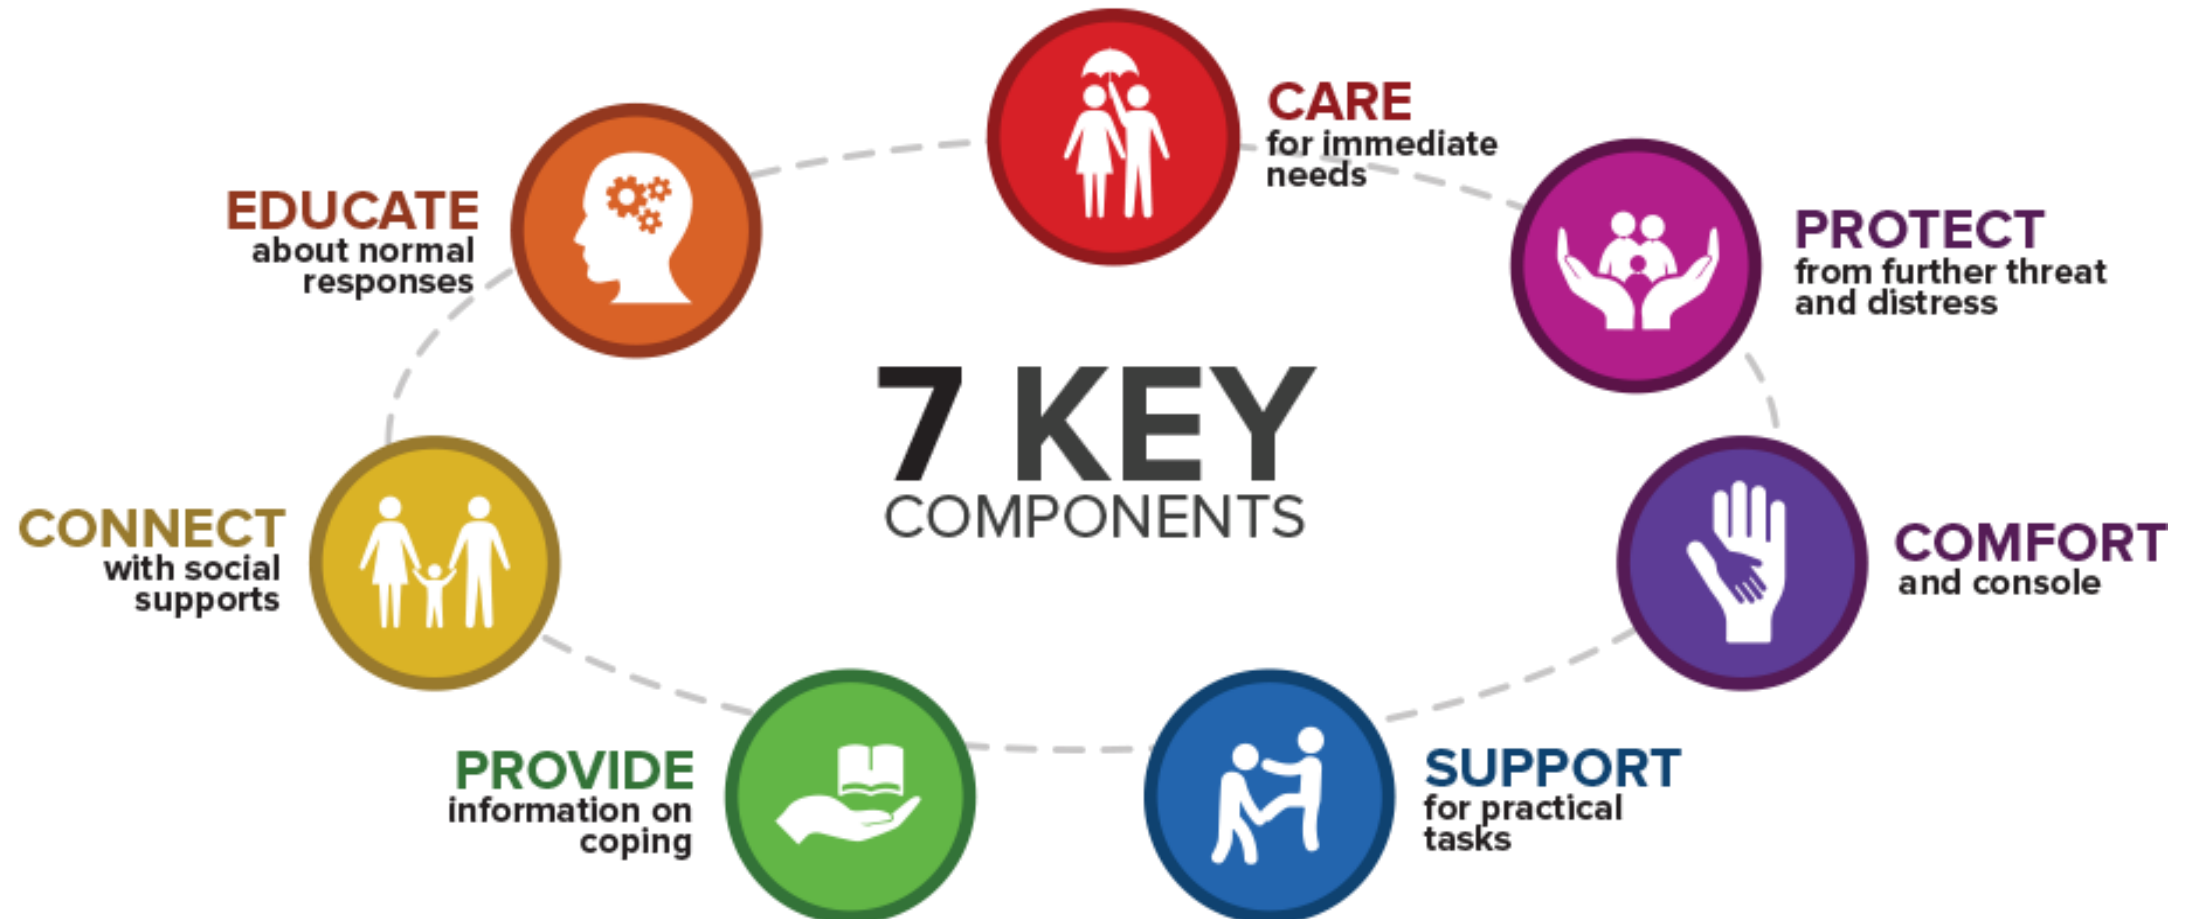 7 KEY
COMPONENTS
CARE
for immediate
needs
PROTECT
from further threat
and distress
COMFORT
and console
SUPPORT
for practical
tasks
PROVIDE
information on
coping
CONNECT
with social
supports
EDUCATE
about normal
responses